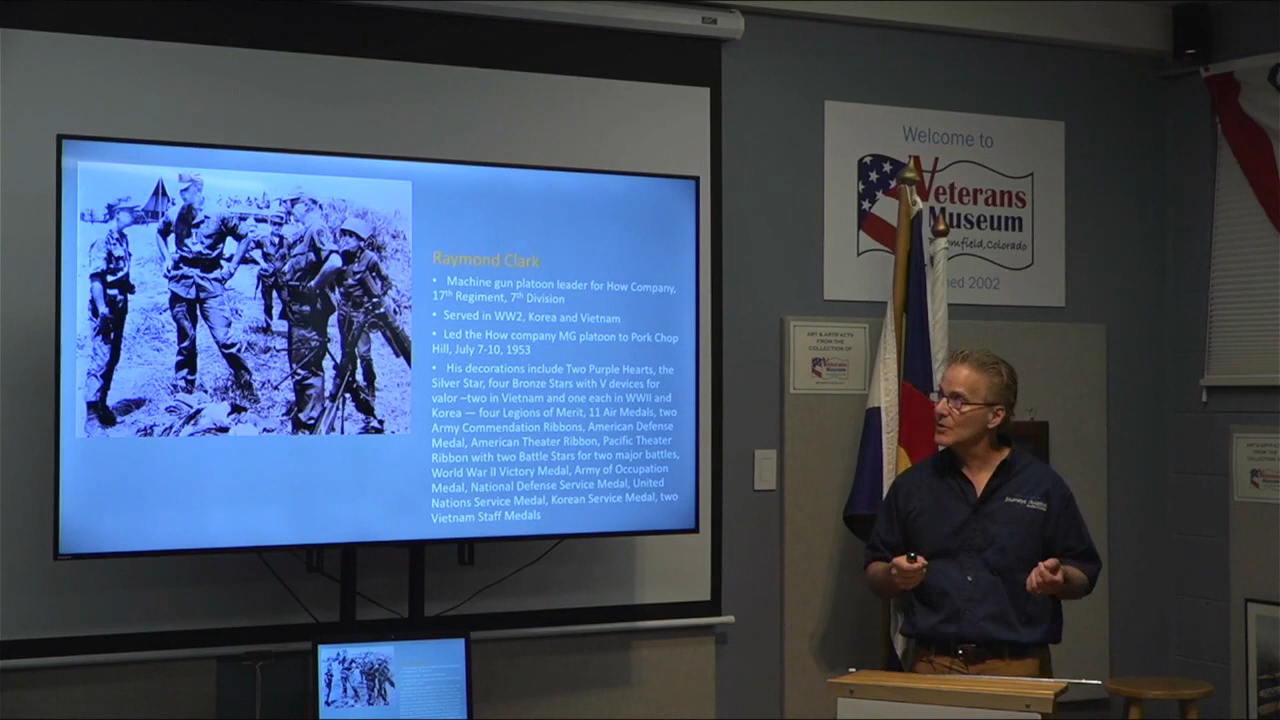 Welcome to
Veterans
Museum
omfield, Colorado
ned 2002
Raymond Clark
• Machine gun platoon leader for How Company,
17th Regiment, 7th Division
• Served in WW2, Korea and Vietnam
• Led the How company MG platoon to Pork Chop
Hill, July 7-10, 1953
• His decorations include Two Purple Hearts, the
Silver Star, four Bronze Stars with V devices for
valor –two in Vietnam and one each in WWII and
Korea — four Legions of Merit, 11 Air Medals, two
Army Commendation Ribbons, American Defense
Medal, American Theater Ribbon, Pacific Theater
Ribbon with two Battle Stars for two major battles,
World War II Victory Medal, Army of Occupation
Medal, National Defense Service Medal, United
Nations Service Medal, Korean Service Medal, two
Vietnam Staff Medals
ART & ARTIFACTS
FROM THE
COLLECTION OF
Veterans
Museum